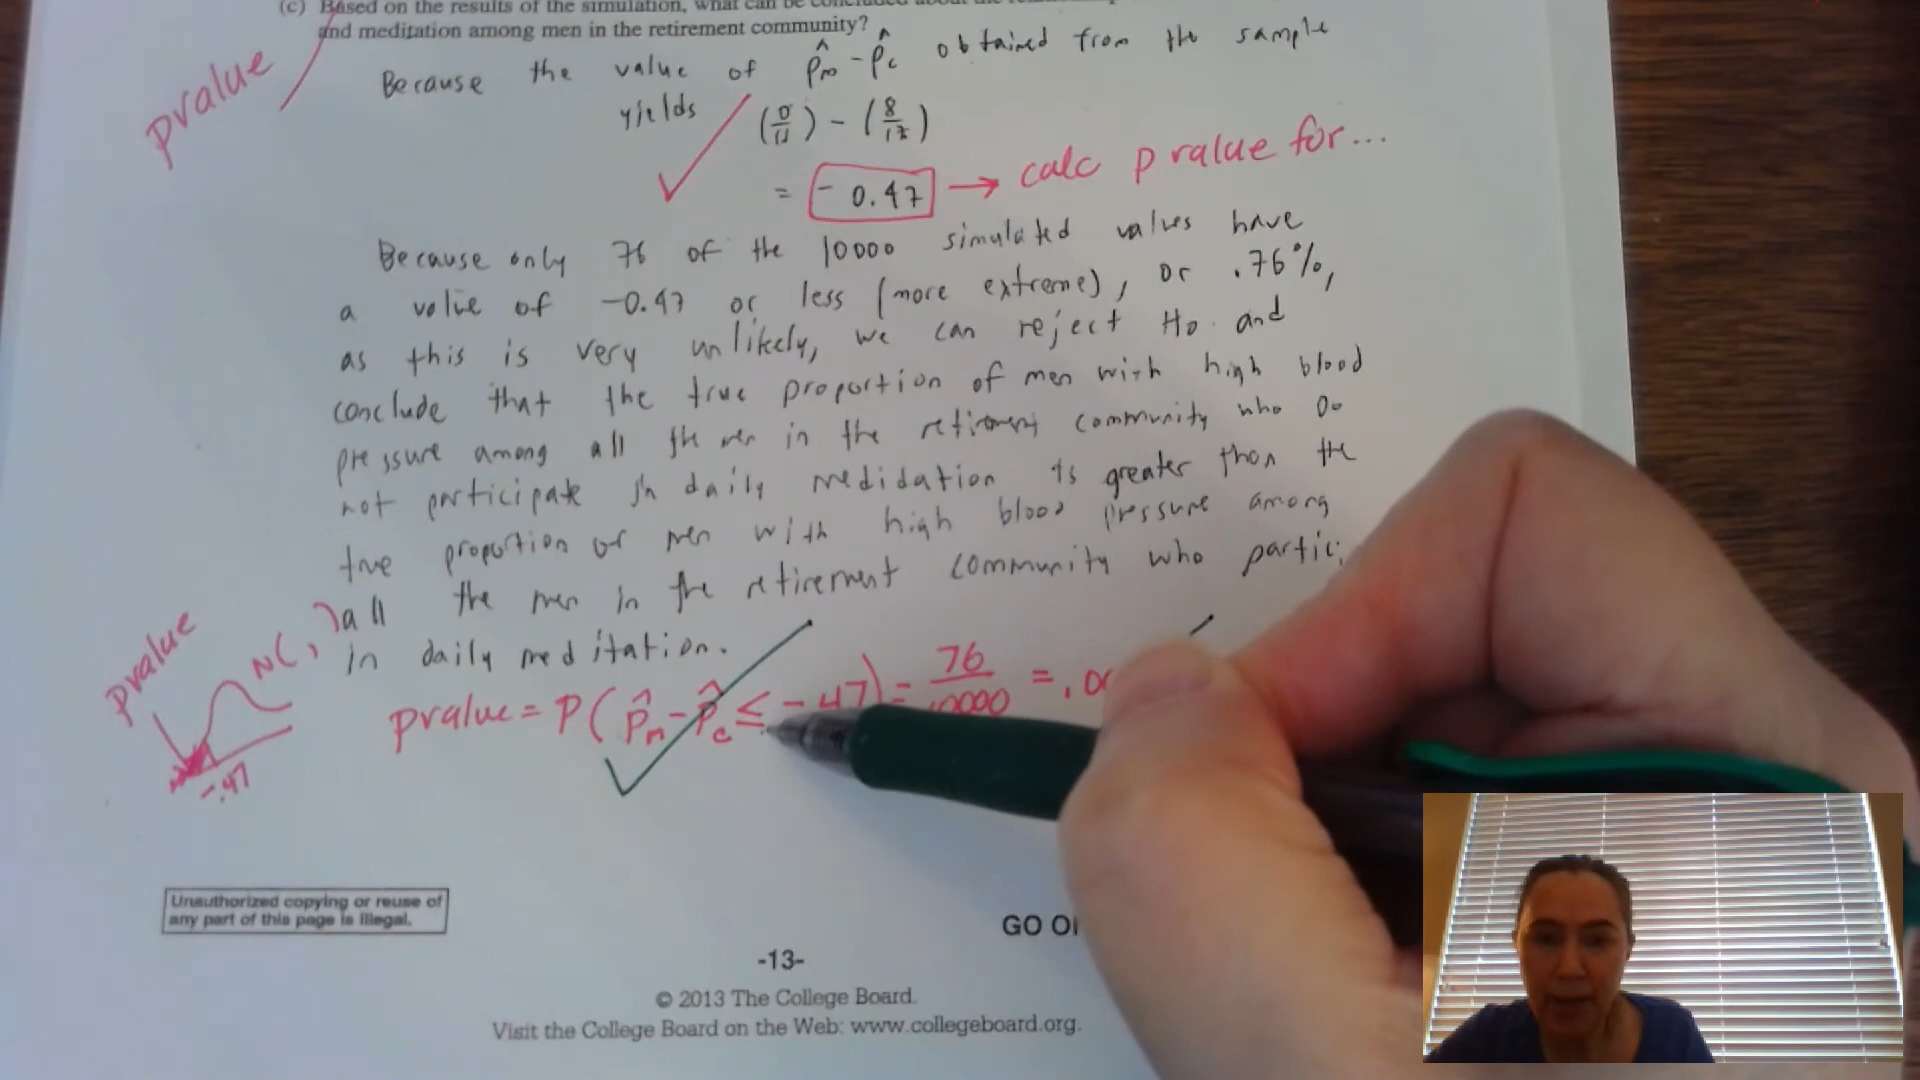 (c) Based on the results of the simulation, what can be concluded about the
and meditation among men in the retirement community?
pvalue
Because the value of p̂m - p̂c obtained from the sample
yields (0/11) - (8/17)
= -0.47 → calc pvalue for...
Because only 76 of the 10000 simulated values have
a value of -0.47 or less (more extreme), or .76%,
as this is very unlikely, we can reject Ho and
conclude that the true proportion of men with high blood
pressure among all the men in the retirement community who do
not participate in daily medidation is greater than the
true proportion of men with high blood pressure among
all the men in the retirement community who partici
in daily meditation.
pvalue
N( , )
-.47
pvalue = P( p̂m - p̂c ≤ -.47) = 76/10000 = .00
Unauthorized copying or reuse of
any part of this page is illegal.
GO O
-13-
© 2013 The College Board.
Visit the College Board on the Web: www.collegeboard.org.